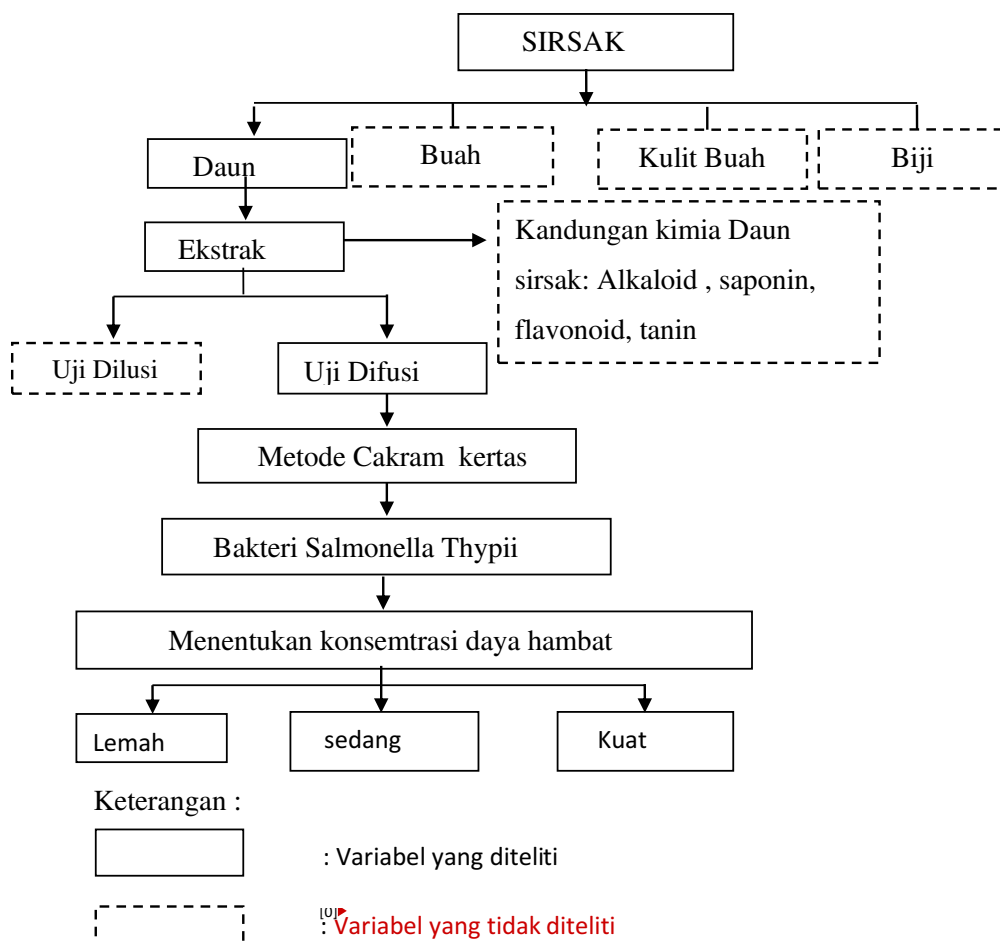 SIRSAK
Daun
Buah
Kulit Buah
Biji
Ekstrak
Kandungan kimia Daun
sirsak: Alkaloid , saponin,
flavonoid, tanin
Uji Dilusi
Uji Difusi
Metode Cakram kertas
Bakteri Salmonella Thypii
Menentukan konsemtrasi daya hambat
Lemah
sedang
Kuat
Keterangan :
: Variabel yang diteliti
[0]
: Variabel yang tidak diteliti